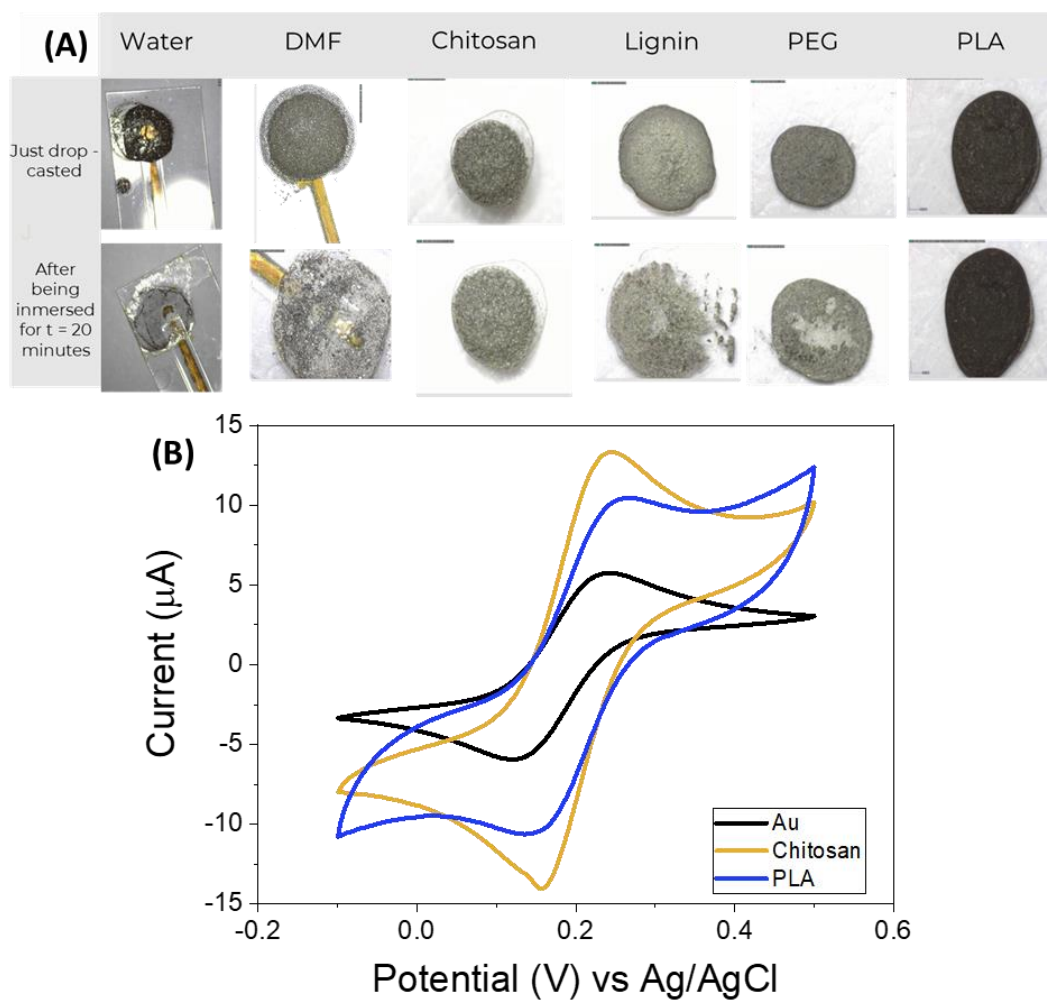 (A) Water DMF Chitosan Lignin PEG PLA
Just drop -
casted
After being
inmersed
for t = 20
minutes
(B)
15
10
5
0
-5
-10
-15
Current (μA)
Au
Chitosan
PLA
-0.2 0.0 0.2 0.4 0.6
Potential (V) vs Ag/AgCl